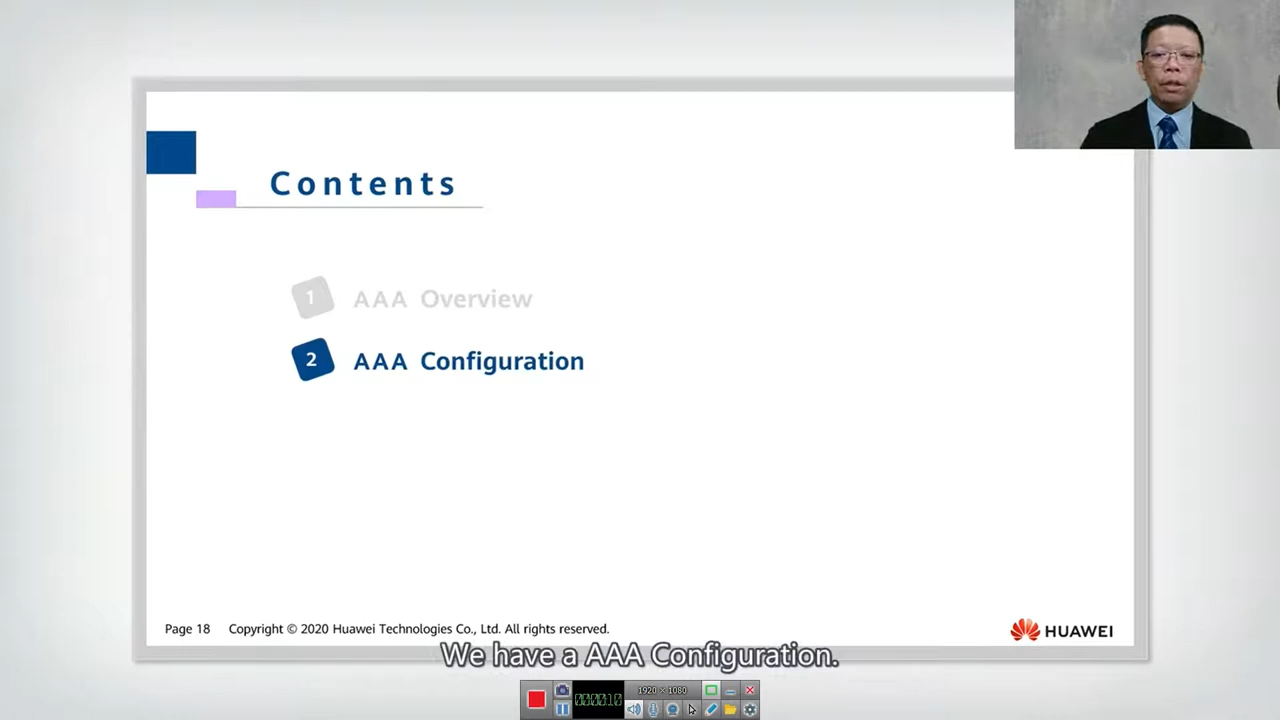 Contents
1 AAA Overview
2 AAA Configuration
Page 18 Copyright © 2020 Huawei Technologies Co., Ltd. All rights reserved.
HUAWEI
We have a AAA Configuration.
1920 × 1080